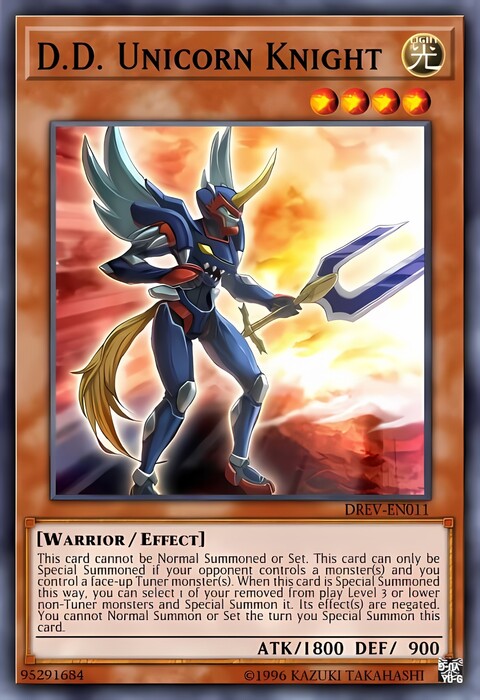 D.D. Unicorn Knight
LIGHT
光
DREV-EN011
[Warrior / Effect]
This card cannot be Normal Summoned or Set. This card can only be
Special Summoned if your opponent controls a monster(s) and you
control a face-up Tuner monster(s). When this card is Special Summoned
this way, you can select 1 of your removed from play Level 3 or lower
non-Tuner monsters and Special Summon it. Its effect(s) are negated.
You cannot Normal Summon or Set the turn you Special Summon this
card.
ATK/1800 DEF/ 900
95291684
©1996 KAZUKI TAKAHASHI